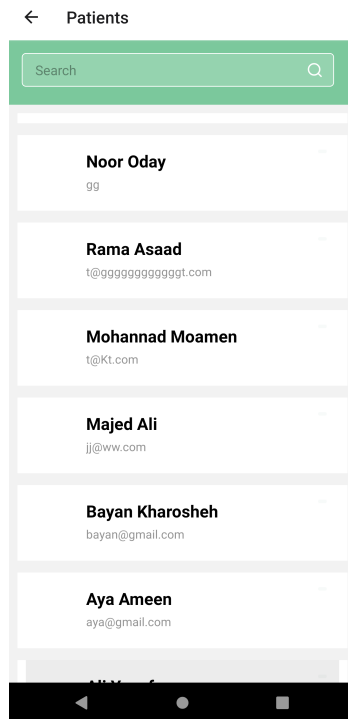 Patients
Search
Noor Oday
gg
Rama Asaad
t@ggggggggggggt.com
Mohannad Moamen
t@Kt.com
Majed Ali
jj@ww.com
Bayan Kharosheh
bayan@gmail.com
Aya Ameen
aya@gmail.com